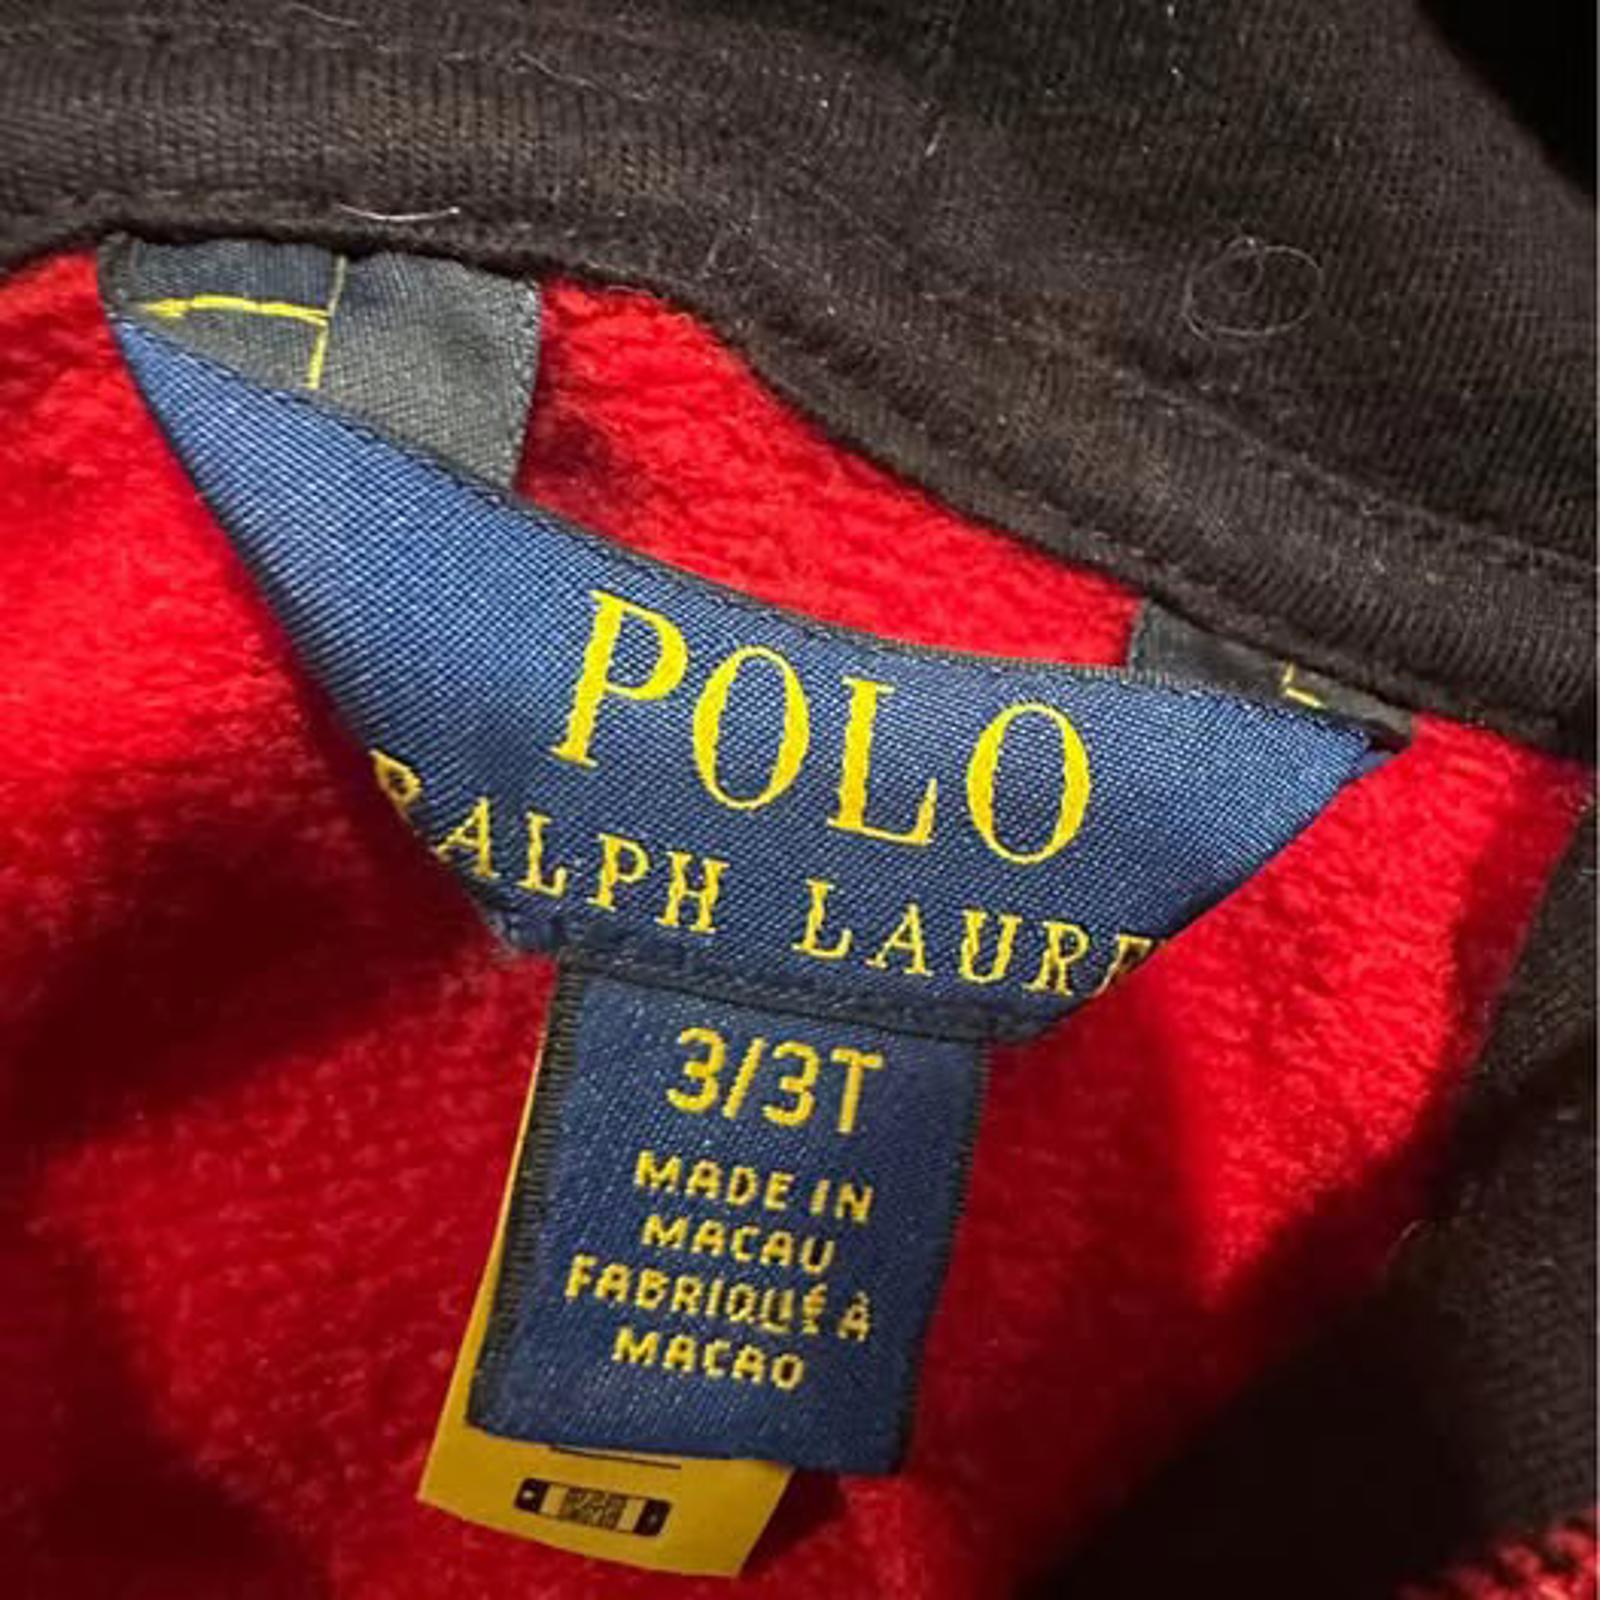 POLO
RALPH LAURE
3/3T
MADE IN
MACAU
FABRIQUÉ À
MACAO